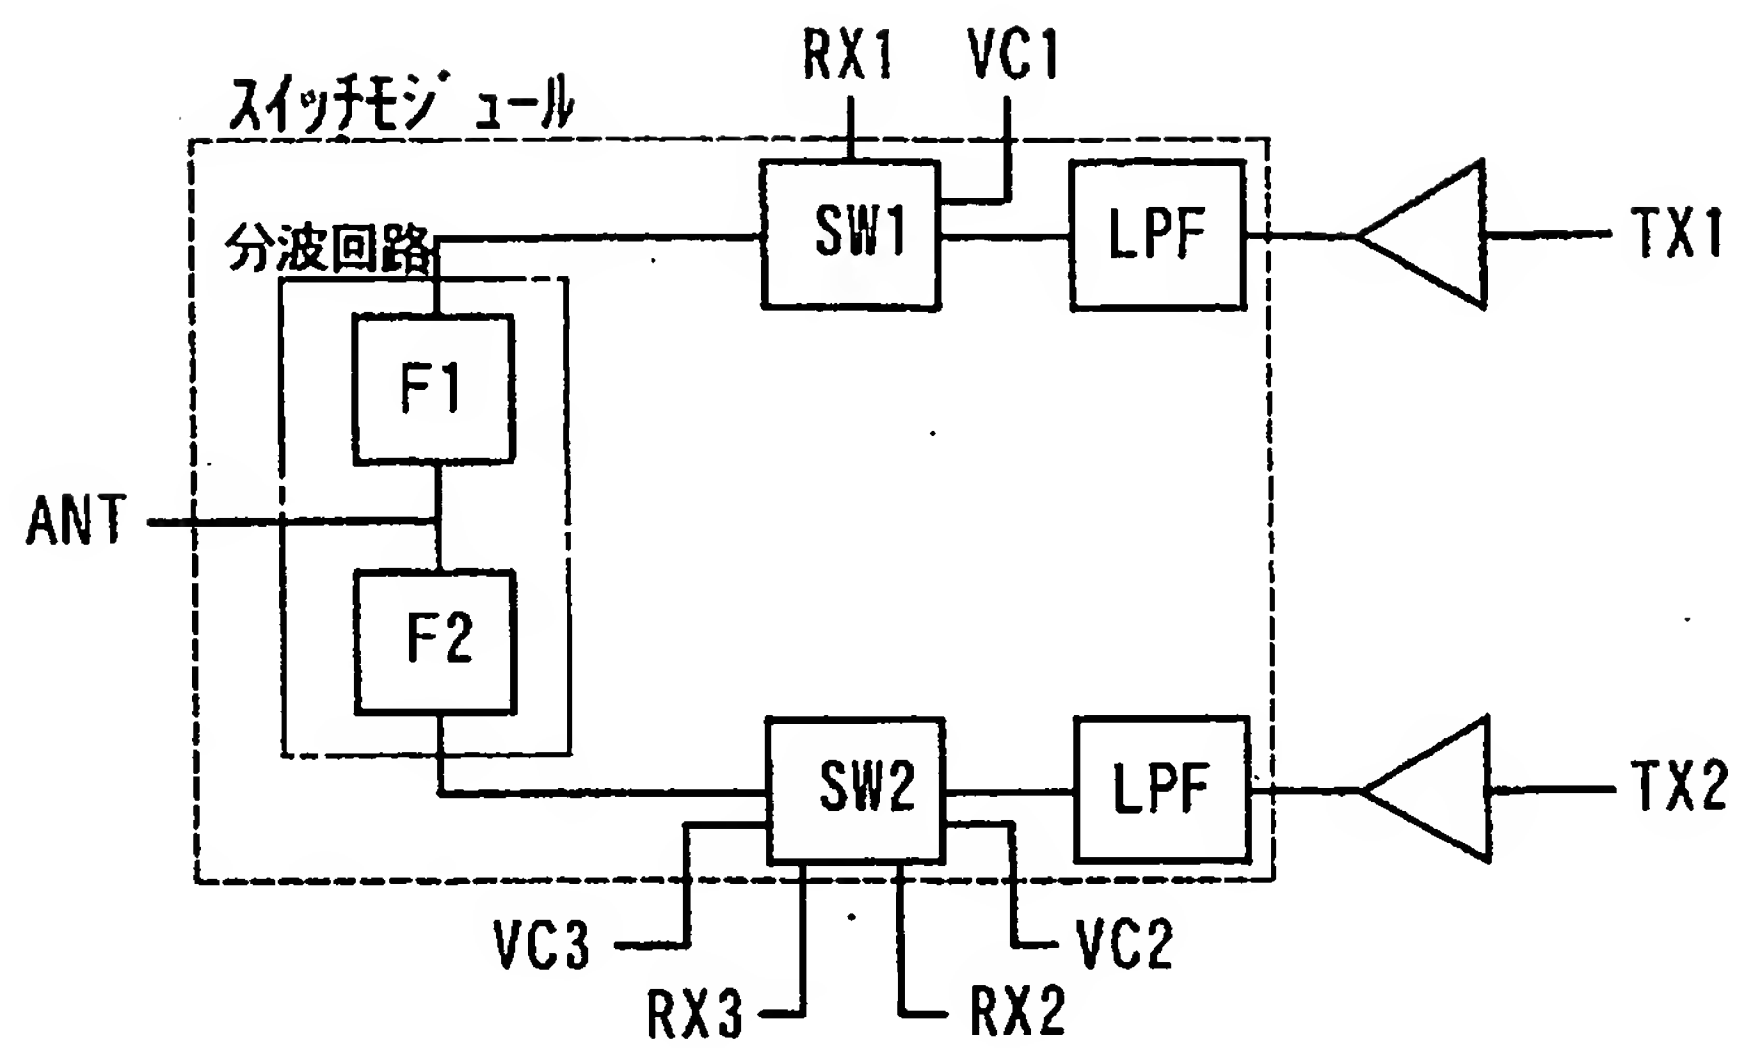 RX1 VC1
スイッチモジュール
分波回路
SW1 LPF TX1
F1
ANT
F2
SW2 LPF TX2
VC3 VC2
RX3 RX2